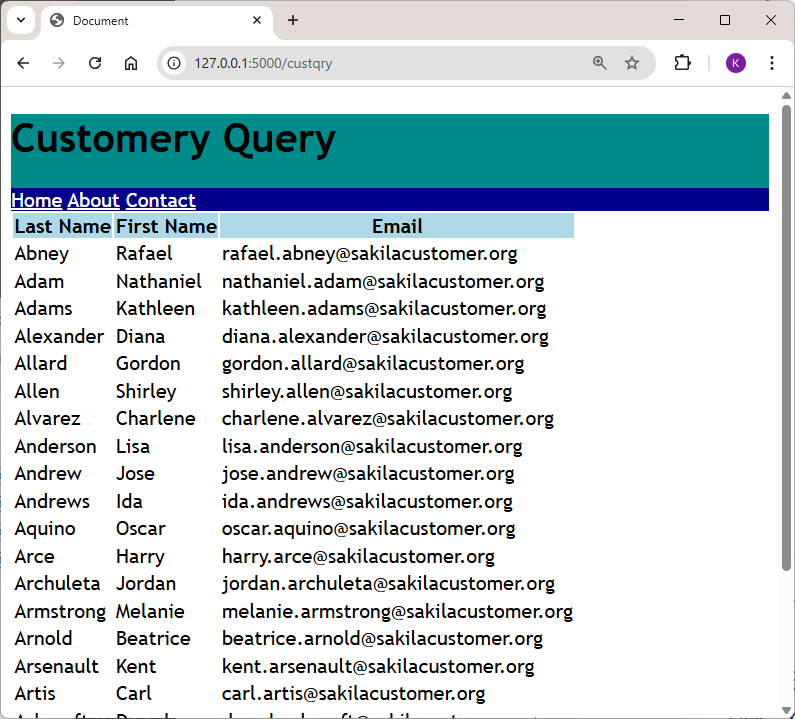 Document
127.0.0.1:5000/custqry
K
Customery Query
Home About Contact
Last Name First Name Email
Abney Rafael rafael.abney@sakilacustomer.org
Adam Nathaniel nathaniel.adam@sakilacustomer.org
Adams Kathleen kathleen.adams@sakilacustomer.org
Alexander Diana diana.alexander@sakilacustomer.org
Allard Gordon gordon.allard@sakilacustomer.org
Allen Shirley shirley.allen@sakilacustomer.org
Alvarez Charlene charlene.alvarez@sakilacustomer.org
Anderson Lisa lisa.anderson@sakilacustomer.org
Andrew Jose jose.andrew@sakilacustomer.org
Andrews Ida ida.andrews@sakilacustomer.org
Aquino Oscar oscar.aquino@sakilacustomer.org
Arce Harry harry.arce@sakilacustomer.org
Archuleta Jordan jordan.archuleta@sakilacustomer.org
Armstrong Melanie melanie.armstrong@sakilacustomer.org
Arnold Beatrice beatrice.arnold@sakilacustomer.org
Arsenault Kent kent.arsenault@sakilacustomer.org
Artis Carl carl.artis@sakilacustomer.org